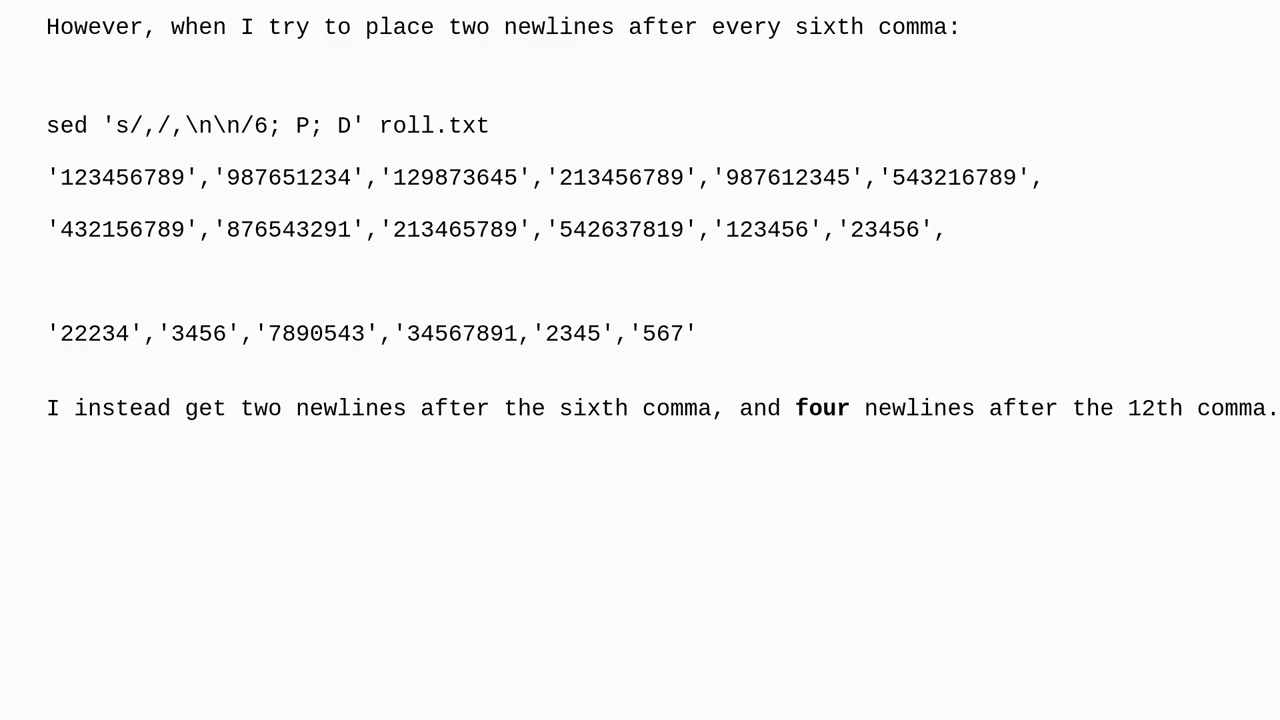 However, when I try to place two newlines after every sixth comma:
sed 's/,/,\n\n/6; P; D' roll.txt
'123456789','987651234','129873645','213456789','987612345','543216789',
'432156789','876543291','213465789','542637819','123456','23456',
'22234','3456','7890543','34567891,'2345','567'
I instead get two newlines after the sixth comma, and four newlines after the 12th comma.